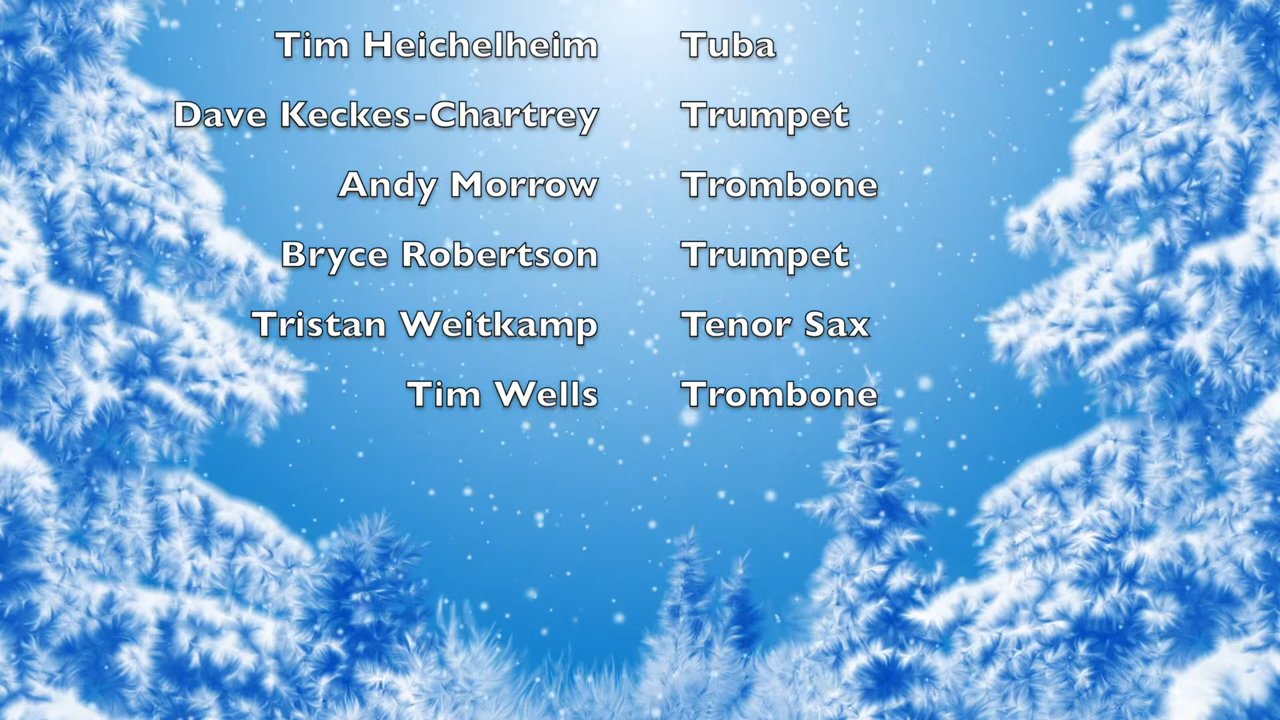 Tim Heichelheim Tuba
Dave Keckes-Chartrey Trumpet
Andy Morrow Trombone
Bryce Robertson Trumpet
Tristan Weitkamp Tenor Sax
Tim Wells Trombone